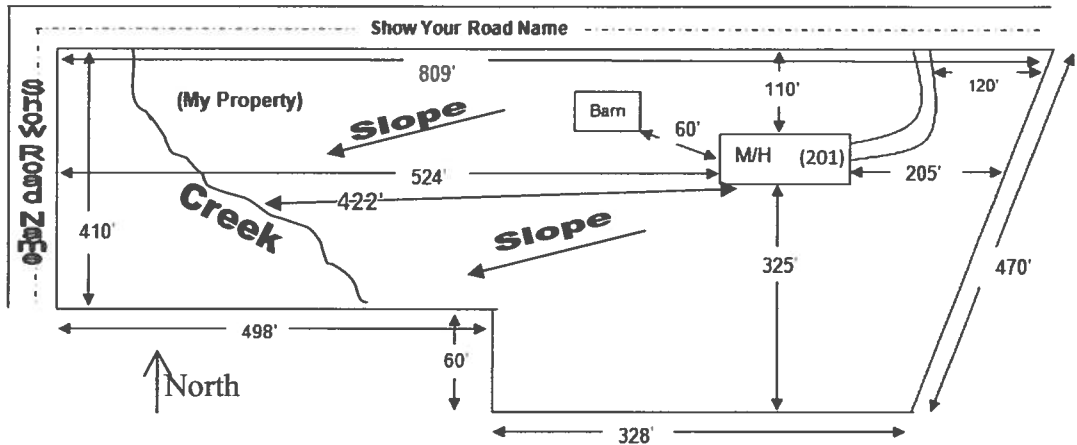 Show Your Road Name
809'
110'
120'
(My Property)
Slope
Barn
60'
M/H (201)
Show Road Name
524'
205'
422'
Creek
410'
Slope
325'
470'
498'
60'
North
328'